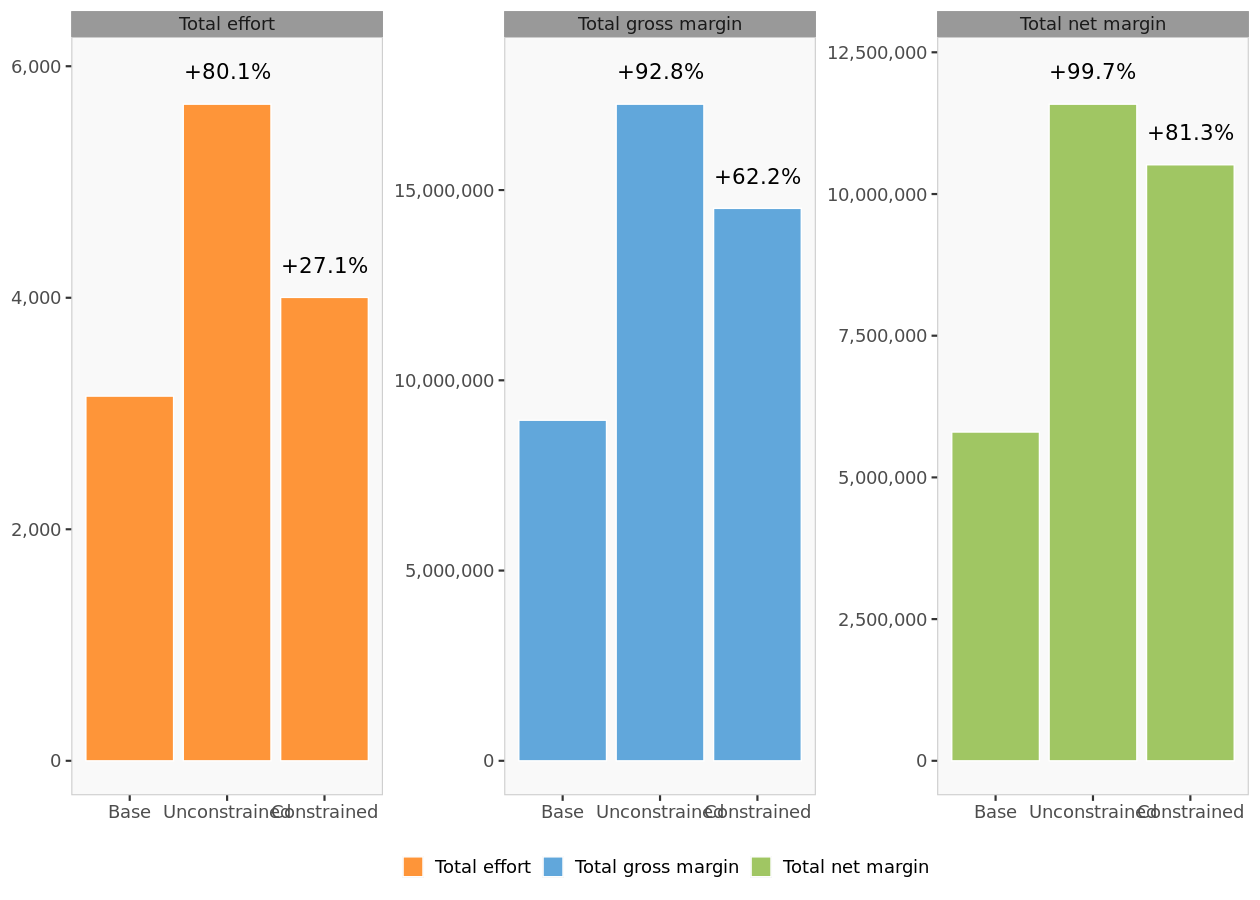 Total effort
Total gross margin
Total net margin
6,000
4,000
2,000
0
+80.1%
+27.1%
Base
Unconstrained
Constrained
15,000,000
10,000,000
5,000,000
0
+92.8%
+62.2%
Base
Unconstrained
Constrained
12,500,000
10,000,000
7,500,000
5,000,000
2,500,000
0
+99.7%
+81.3%
Base
Unconstrained
Constrained
Total effort
Total gross margin
Total net margin